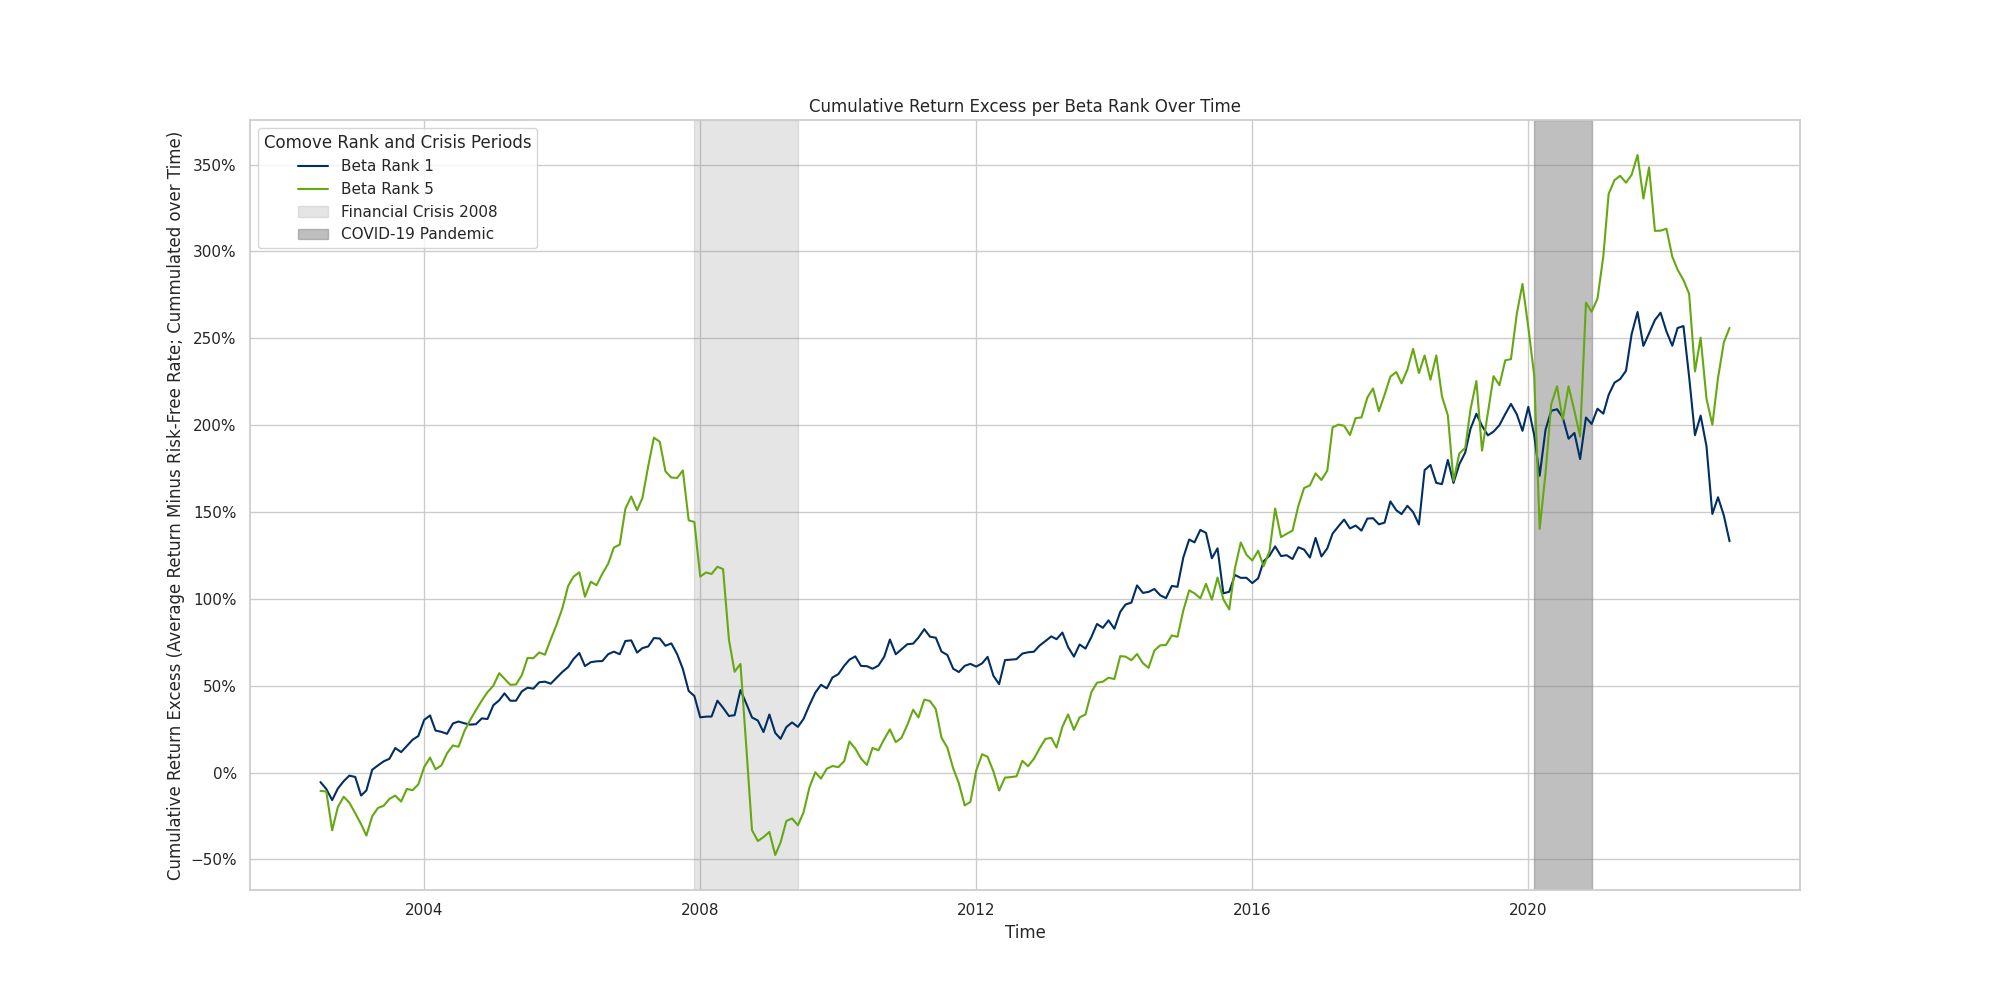 Cumulative Return Excess per Beta Rank Over Time
Cumulative Return Excess (Average Return Minus Risk-Free Rate; Cummulated over Time)
350%
300%
250%
200%
150%
100%
50%
0%
−50%
Comove Rank and Crisis Periods
Beta Rank 1
Beta Rank 5
Financial Crisis 2008
COVID-19 Pandemic
2004 2008 2012 2016 2020
Time